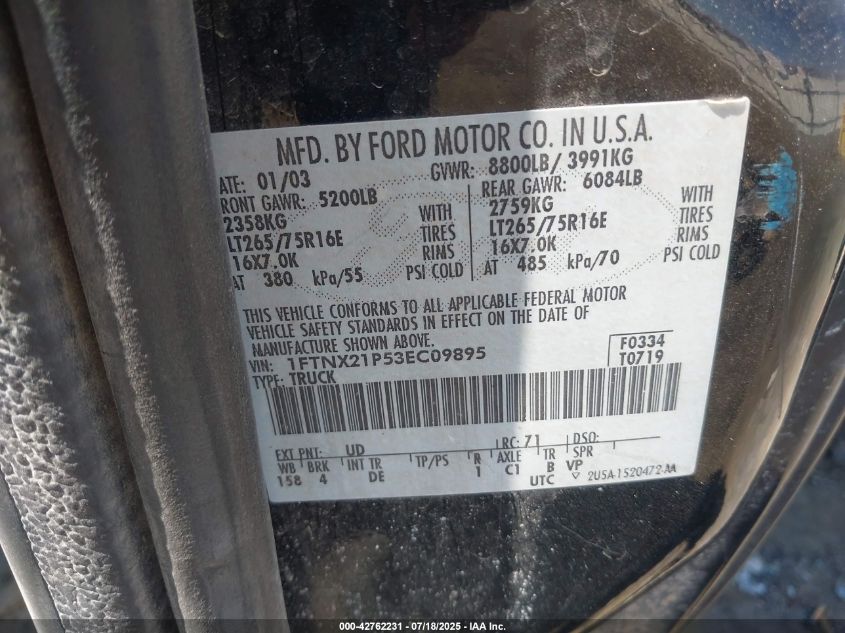 MFD. BY FORD MOTOR CO. IN U.S.A.
DATE: 01/03 GVWR: 8800LB/ 3991KG
FRONT GAWR: 5200LB REAR GAWR: 6084LB
2358KG WITH 2759KG WITH
LT265/75R16E TIRES LT265/75R16E TIRES
16X7.0K RIMS 16X7.0K RIMS
AT 380 kPa/55 PSI COLD AT 485 kPa/70 PSI COLD
THIS VEHICLE CONFORMS TO ALL APPLICABLE FEDERAL MOTOR
VEHICLE SAFETY STANDARDS IN EFFECT ON THE DATE OF
MANUFACTURE SHOWN ABOVE.
VIN: 1FTNX21P53EC09895 F0334
TYPE: TRUCK T0719
EXT PNT: UD RC: 71 DSO:
WB BRK INT TR TP/PS R AXLE TR SPR
158 4 DE 1 C1 B VP
UTC ▽ 2U5A-1520472-AA
000-42762231 - 07/18/2025 - IAA Inc.